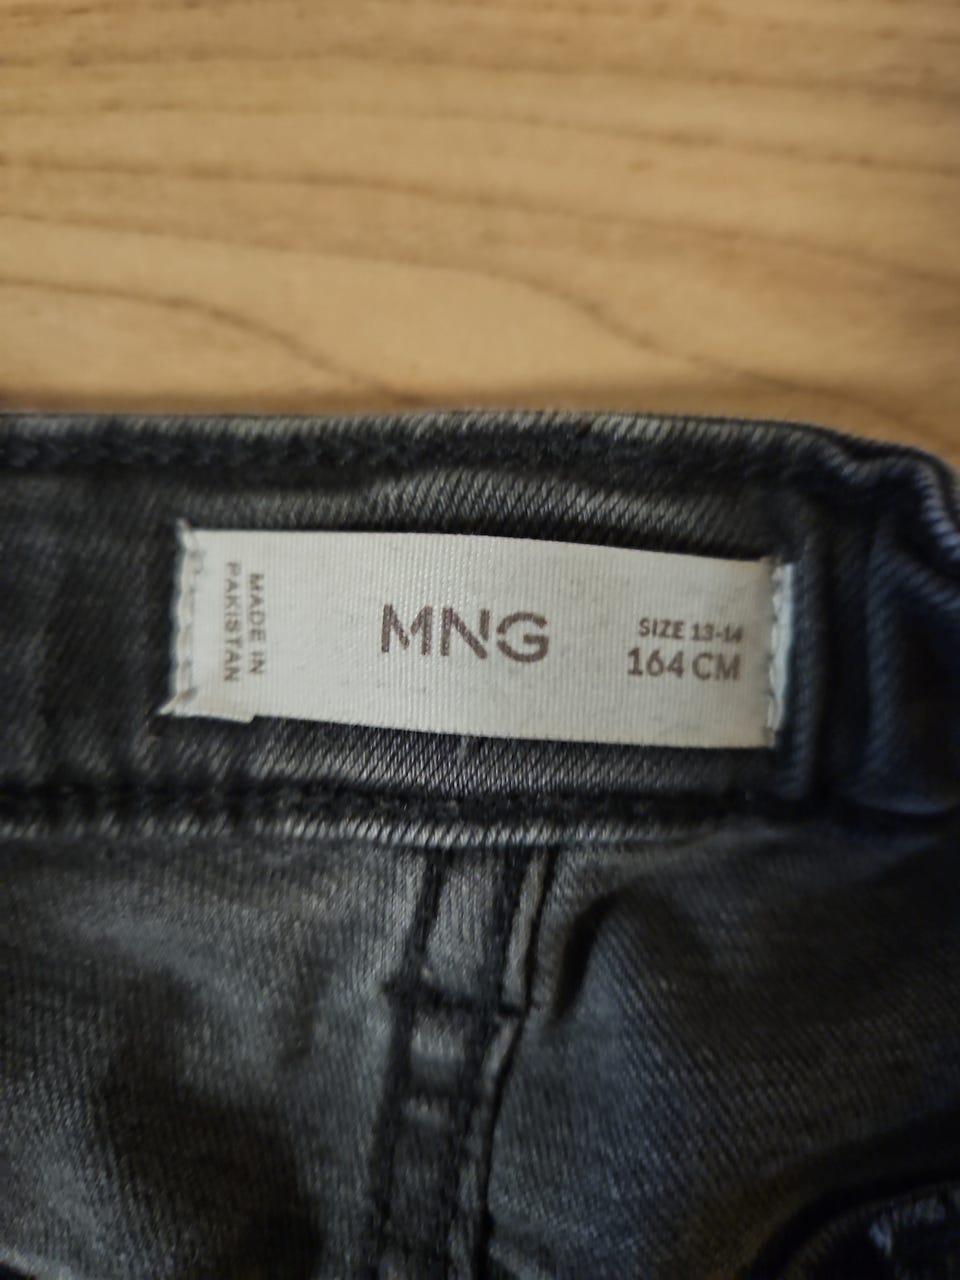 MADE IN
PAKISTAN
MNG
SIZE 13-14
164 CM